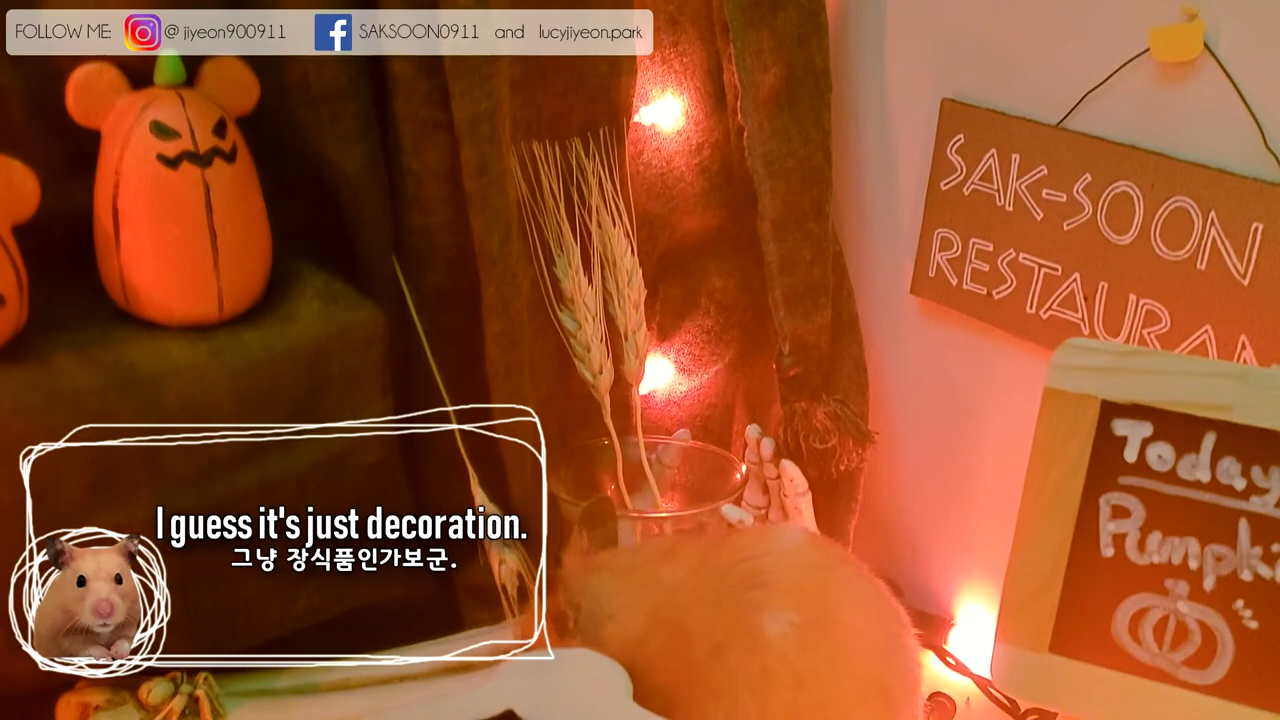 FOLLOW ME: @ jiyeon900911 SAKSOON0911 and lucyjiyeon.park
SAK-SOON
RESTAURAN
Today
Pumpki
I guess it's just decoration.
그냥 장식품인가보군.